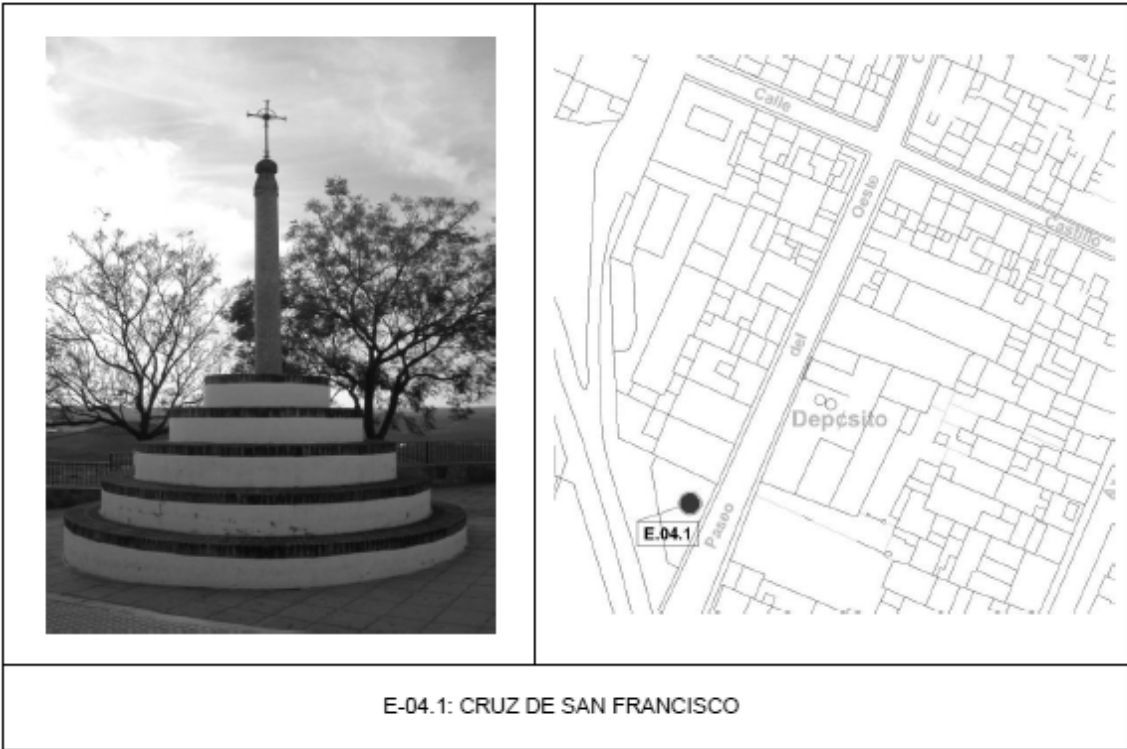 Calle
Castillo
Paseo del Oeste
Depósito
E.04.1
E-04.1: CRUZ DE SAN FRANCISCO